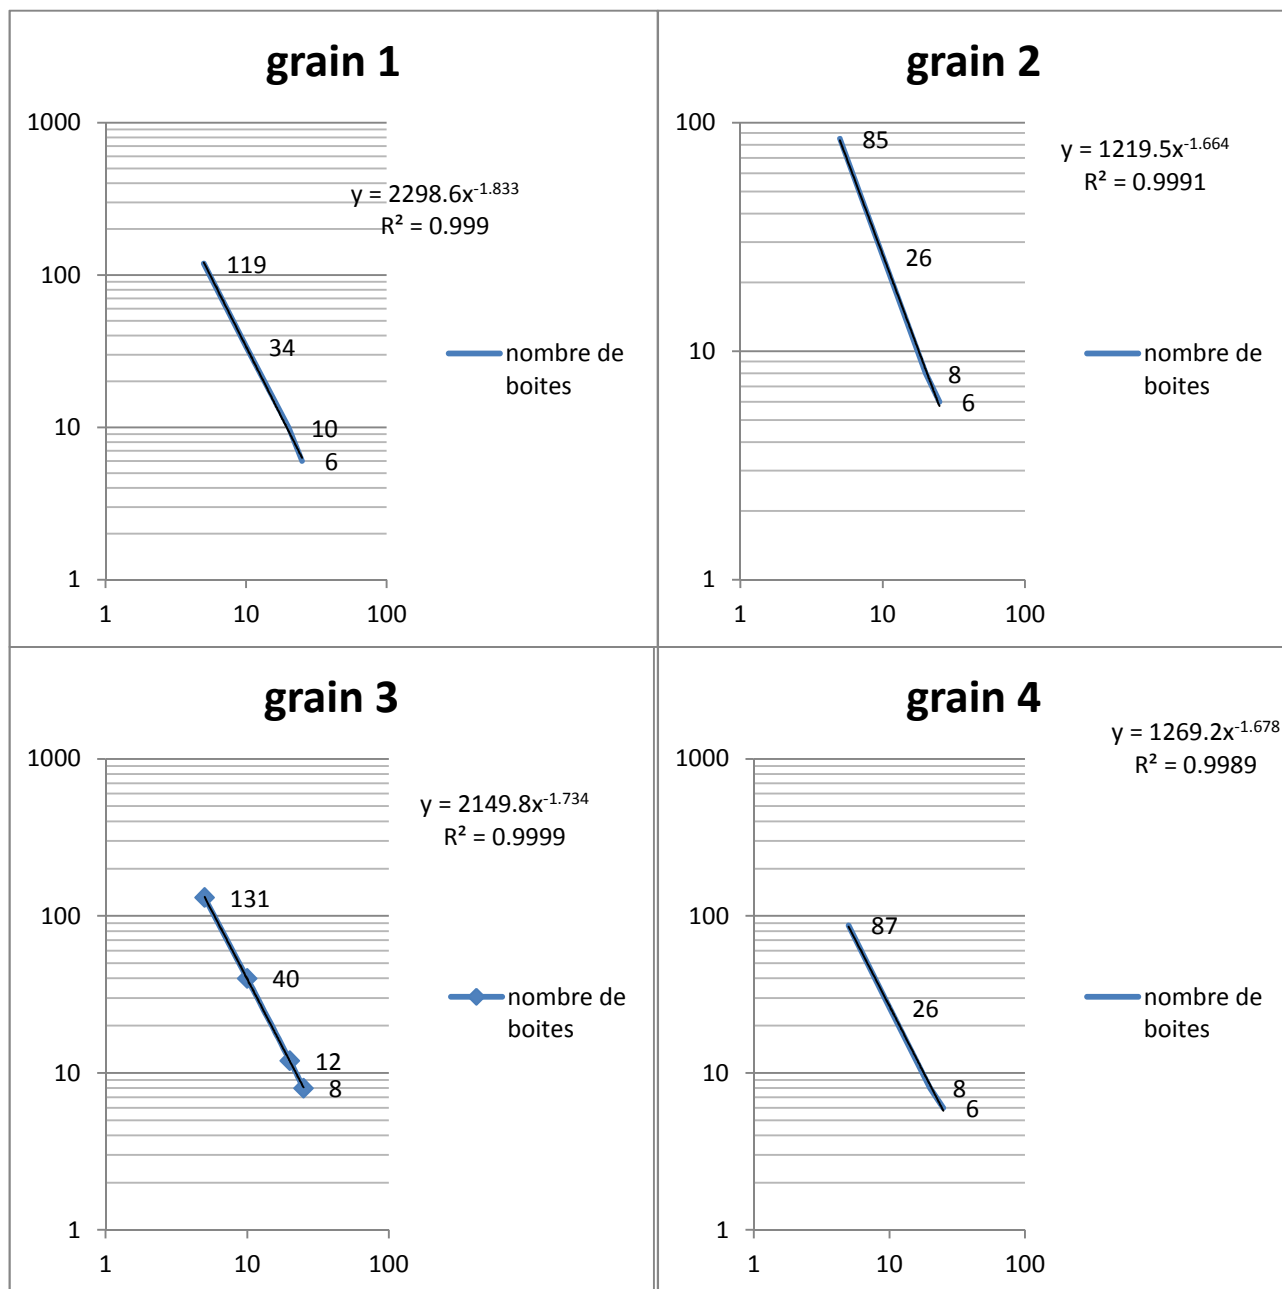 grain 1
1000
100
10
1
1 10 100
y = 2298.6x^-1.833
R² = 0.999
119
34
10
6
nombre de
boites
grain 2
100
10
1
1 10 100
y = 1219.5x^-1.664
R² = 0.9991
85
26
8
6
nombre de
boites
grain 3
1000
100
10
1
1 10 100
y = 2149.8x^-1.734
R² = 0.9999
131
40
12
8
nombre de
boites
grain 4
1000
100
10
1
1 10 100
y = 1269.2x^-1.678
R² = 0.9989
87
26
8
6
nombre de
boites